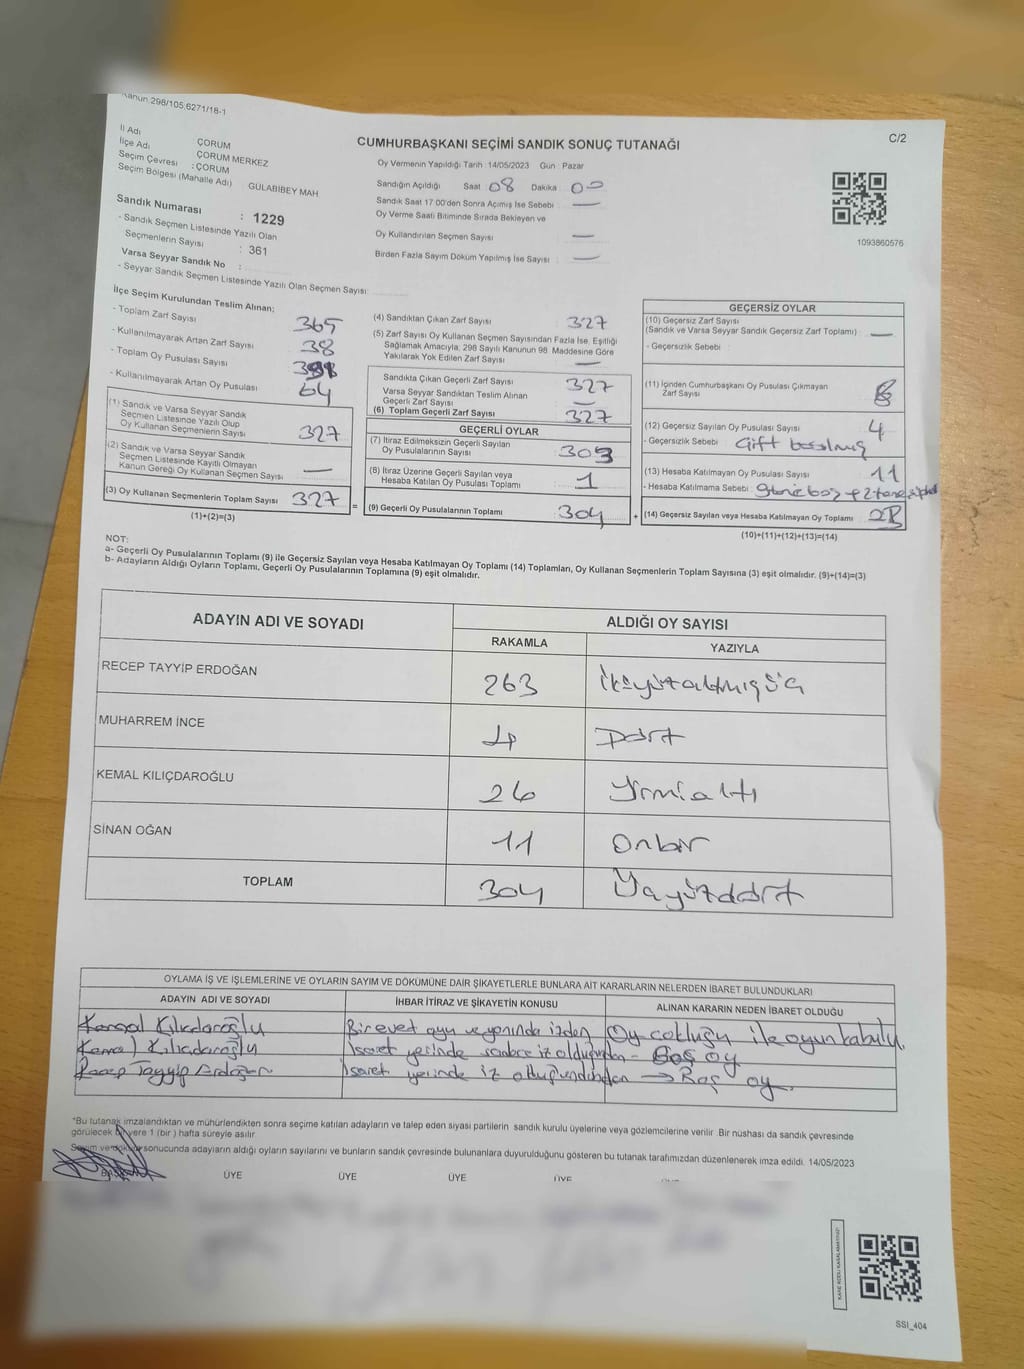 Kanun:298/105;6271/18-1
C/2
CUMHURBAŞKANI SEÇİMİ SANDIK SONUÇ TUTANAĞI
İl Adı ÇORUM
İlçe Adı ÇORUM MERKEZ
Seçim Çevresi :ÇORUM
Seçim Bölgesi (Mahalle Adı) GÜLABİBEY MAH
Sandık Numarası : 1229
- Sandık Seçmen Listesinde Yazılı Olan
Seçmenlerin Sayısı : 361
Varsa Seyyar Sandık No :
- Seyyar Sandık Seçmen Listesinde Yazılı Olan Seçmen Sayısı:
Oy Vermenin Yapıldığı Tarih :14/05/2023 Gün : Pazar
Sandığın Açıldığı Saat 08 Dakika 00
Sandık Saat 17:00'den Sonra Açımış İse Sebebi —
Oy Verme Saati Bitiminde Sırada Bekleyen ve
Oy Kullandırılan Seçmen Sayısı —
Birden Fazla Sayım Döküm Yapılmış İse Sayısı —
1093860576
İlçe Seçim Kurulundan Teslim Alınan:
- Toplam Zarf Sayısı 365
- Kullanılmayarak Artan Zarf Sayısı 38
- Toplam Oy Pusulası Sayısı
- Kullanılmayarak Artan Oy Pusulası 64
(1) Sandık ve Varsa Seyyar Sandık
Seçmen Listesinde Yazılı Olup
Oy Kullanan Seçmenlerin Sayısı 327
(2) Sandık ve Varsa Seyyar Sandık
Seçmen Listesinde Kayıtlı Olmayan
Kanun Gereği Oy Kullanan Seçmen Sayısı —
(3) Oy Kullanan Seçmenlerin Toplam Sayısı 327
(1)+(2)=(3)
(4) Sandıktan Çıkan Zarf Sayısı 327
(5) Zarf Sayısı Oy Kullanan Seçmen Sayısından Fazla İse, Eşitliği
Sağlamak Amacıyla; 298 Sayılı Kanunun 98. Maddesine Göre
Yakılarak Yok Edilen Zarf Sayısı —
Sandıkta Çıkan Geçerli Zarf Sayısı 327
Varsa Seyyar Sandıktan Teslim Alınan
Geçerli Zarf Sayısı —
(6) Toplam Geçerli Zarf Sayısı 327
GEÇERLİ OYLAR
(7) İtiraz Edilmeksizin Geçerli Sayılan
Oy Pusulalarının Sayısı 303
(8) İtiraz Üzerine Geçerli Sayılan veya
Hesaba Katılan Oy Pusulası Toplamı 1
= (9) Geçerli Oy Pusulalarının Toplamı 304 +
GEÇERSİZ OYLAR
(10) Geçersiz Zarf Sayısı
(Sandık ve Varsa Seyyar Sandık Geçersiz Zarf Toplamı) : —
- Geçersizlik Sebebi :
(11) İçinden Cumhurbaşkanı Oy Pusulası Çıkmayan
Zarf Sayısı
(12) Geçersiz Sayılan Oy Pusulası Sayısı : 4
- Geçersizlik Sebebi : Çift basılmış
(13) Hesaba Katılmayan Oy Pusulası Sayısı : 11
- Hesaba Katılmama Sebebi :
(14) Geçersiz Sayılan veya Hesaba Katılmayan Oy Toplamı
(10)+(11)+(12)+(13)=(14)
NOT:
a- Geçerli Oy Pusulalarının Toplamı (9) ile Geçersiz Sayılan veya Hesaba Katılmayan Oy Toplamı (14) Toplamları, Oy Kullanan Seçmenlerin Toplam Sayısına (3) eşit olmalıdır. (9)+(14)=(3)
b- Adayların Aldığı Oyların Toplamı, Geçerli Oy Pusulalarının Toplamına (9) eşit olmalıdır.
ADAYIN ADI VE SOYADI ALDIĞI OY SAYISI
RAKAMLA YAZIYLA
RECEP TAYYİP ERDOĞAN 263 İkiyüzaltmışüç
MUHARREM İNCE 4 Dört
KEMAL KILIÇDAROĞLU 26 Yirmialtı
SİNAN OĞAN 11 Onbir
TOPLAM 304 Üçyüzdört
OYLAMA İŞ VE İŞLEMLERİNE VE OYLARIN SAYIM VE DÖKÜMÜNE DAİR ŞİKAYETLERLE BUNLARA AİT KARARLARIN NELERDEN İBARET BULUNDUKLARI
ADAYIN ADI VE SOYADI İHBAR İTİRAZ VE ŞİKAYETİN KONUSU ALINAN KARARIN NEDEN İBARET OLDUĞU
Kemal Kılıçdaroğlu Bir evet oyu ve yanında izden Oy çokluğu ile oyun kabulü.
Kemal Kılıçdaroğlu İşaret yerinde sadece iz olduğundan - Boş oy
Recep Tayyip Erdoğan İşaret yerinde iz olduğundan → Boş oy.
*Bu tutanak imzalandıktan ve mühürlendikten sonra seçime katılan adayların ve talep eden siyasi partilerin sandık kurulu üyelerine veya gözlemcilerine verilir. Bir nüshası da sandık çevresinde
görülecek bir yere 1 (bir ) hafta süreyle asılır.
Sayım ve döküm sonucunda adayların aldığı oyların sayılarını ve bunların sandık çevresinde bulunanlara duyurulduğunu gösteren bu tutanak tarafımızdan düzenlenerek imza edildi. 14/05/2023
ÜYE ÜYE ÜYE ÜYE
SSI_404